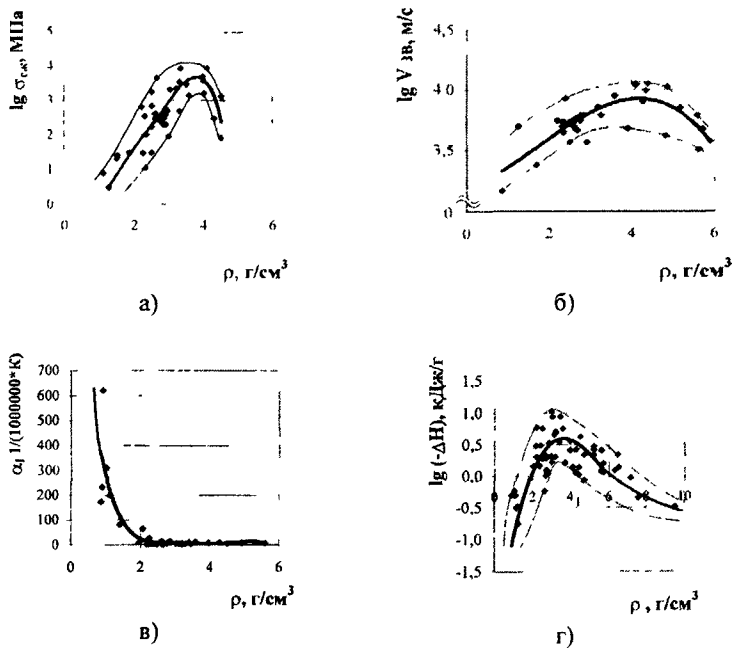 lg σсж, МПа
5
4
3
2
1
0
0 2 4 6
ρ, г/см³
а)
lg V зв, м/с
4,5
4,0
3,5
0
0 2 4 6
ρ, г/см³
б)
α₁ 1/(1000000*К)
700
600
500
400
300
200
100
0
0 2 4 6
ρ, г/см³
в)
lg (-ΔН), кДж/г
1,5
1,0
0,5
0,0
-0,5
-1,0
-1,5
0 2 4 6 8 10
ρ , г/см³
г)